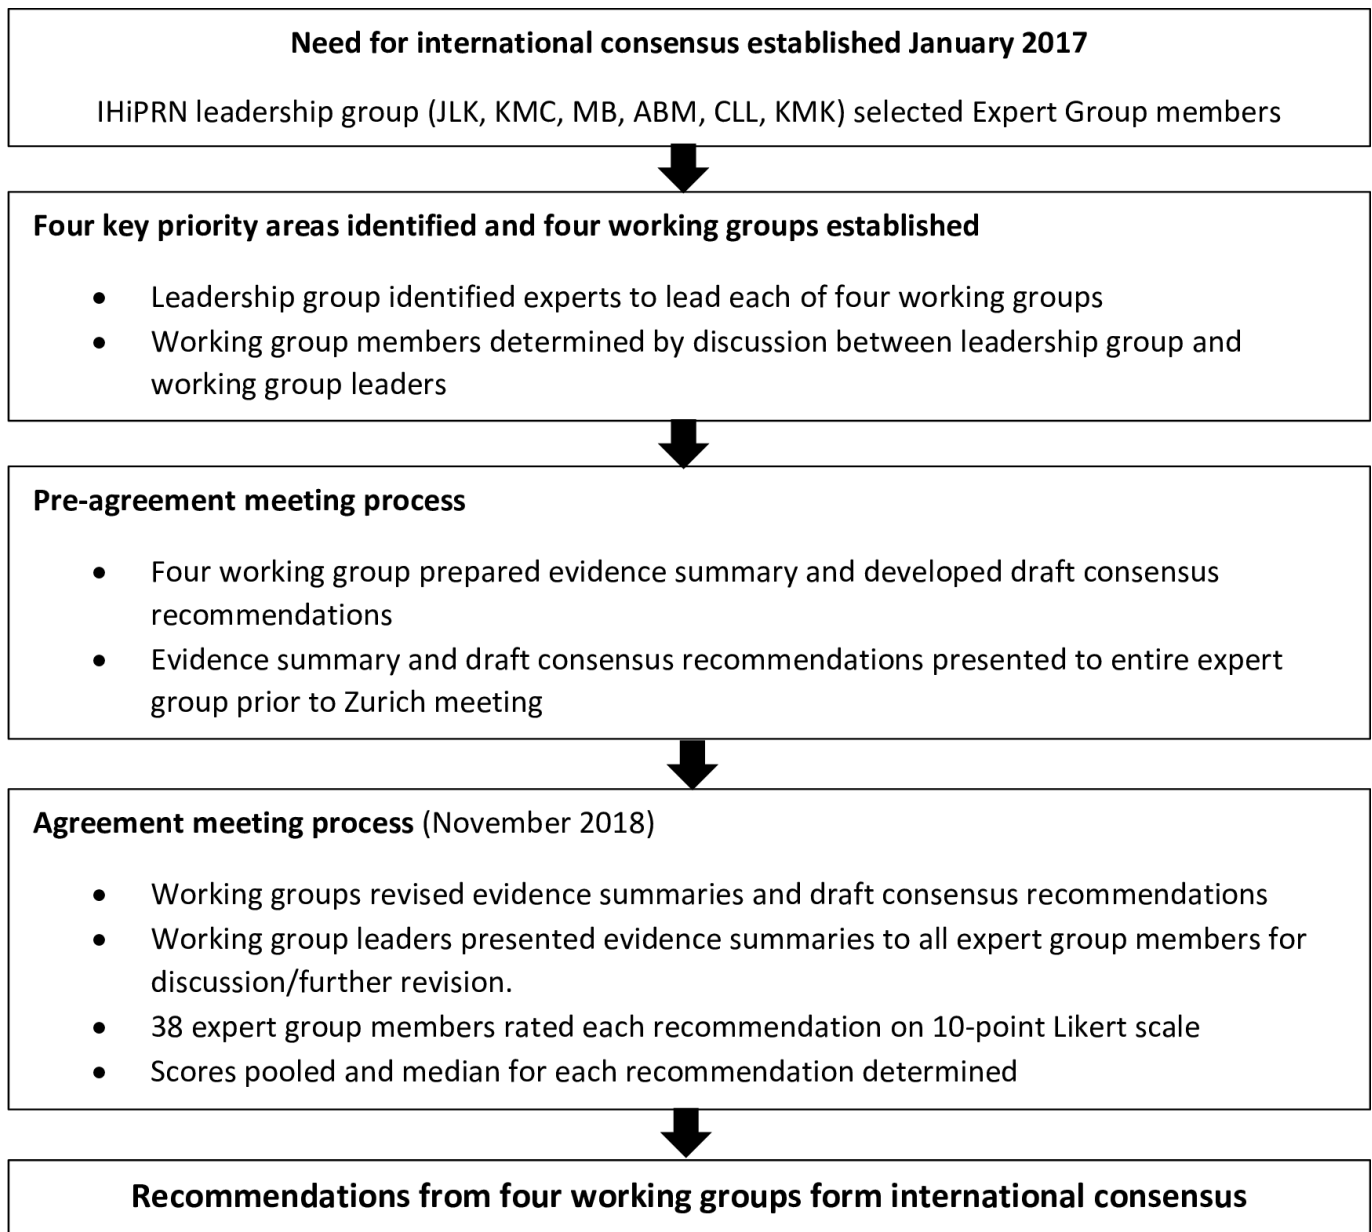 Need for international consensus established January 2017
IHiPRN leadership group (JLK, KMC, MB, ABM, CLL, KMK) selected Expert Group members
Four key priority areas identified and four working groups established
• Leadership group identified experts to lead each of four working groups
• Working group members determined by discussion between leadership group and
working group leaders
Pre-agreement meeting process
• Four working group prepared evidence summary and developed draft consensus
recommendations
• Evidence summary and draft consensus recommendations presented to entire expert
group prior to Zurich meeting
Agreement meeting process (November 2018)
• Working groups revised evidence summaries and draft consensus recommendations
• Working group leaders presented evidence summaries to all expert group members for
discussion/further revision.
• 38 expert group members rated each recommendation on 10-point Likert scale
• Scores pooled and median for each recommendation determined
Recommendations from four working groups form international consensus